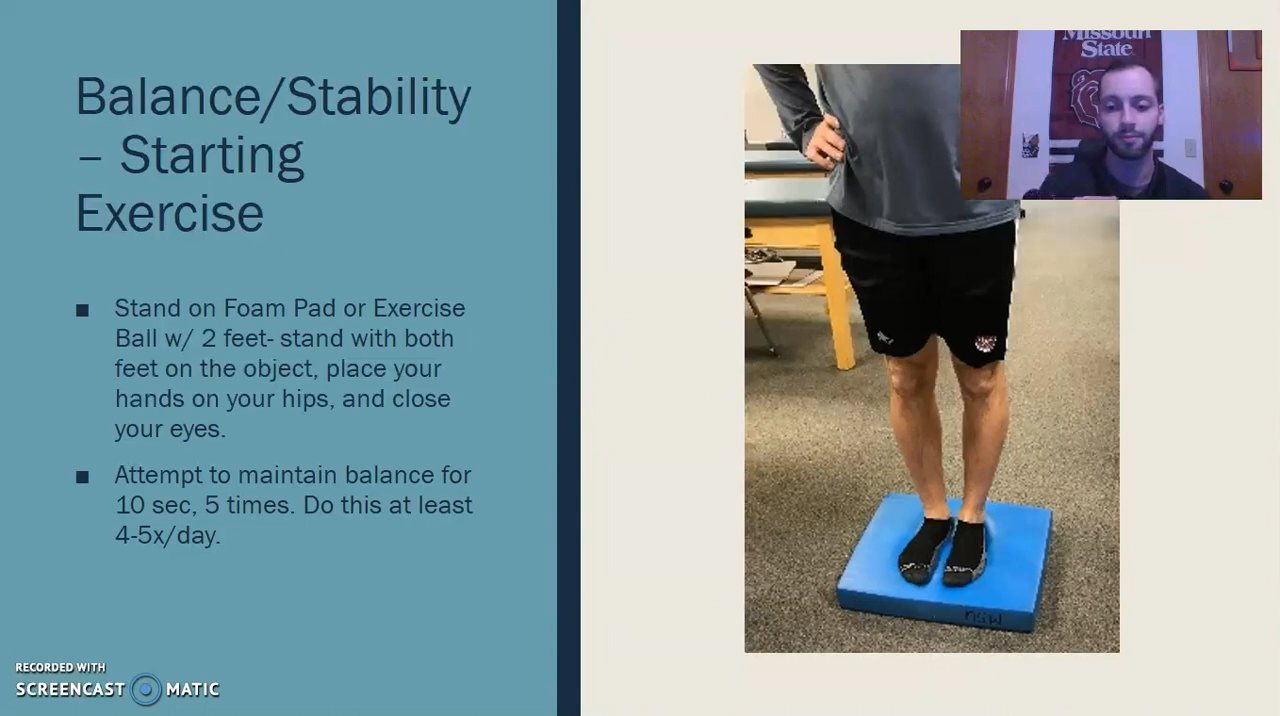 Balance/Stability
– Starting
Exercise
■ Stand on Foam Pad or Exercise
Ball w/ 2 feet- stand with both
feet on the object, place your
hands on your hips, and close
your eyes.
■ Attempt to maintain balance for
10 sec, 5 times. Do this at least
4-5x/day.
Missouri
State
MSU
RECORDED WITH
SCREENCAST MATIC